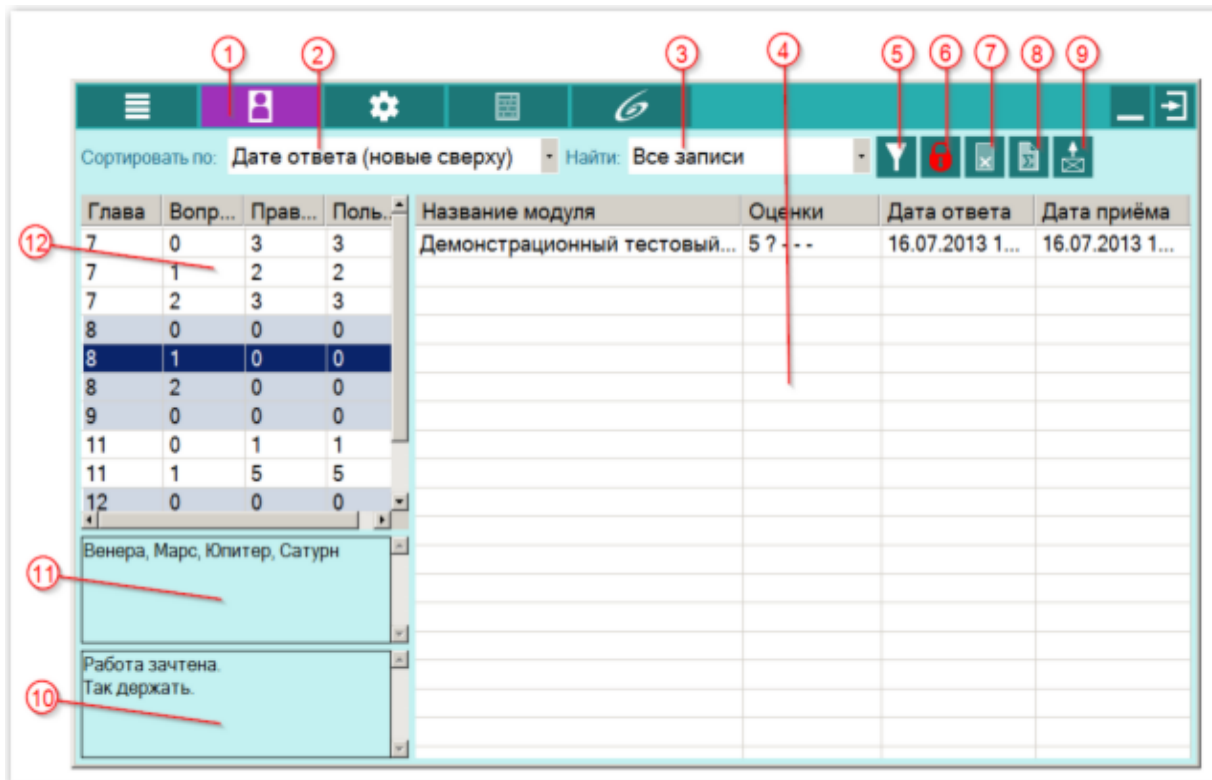 1 2 3 4 5 6 7 8 9
Сортировать по: Дате ответа (новые сверху) Найти: Все записи
Глава Вопр... Прав... Поль... Название модуля Оценки Дата ответа Дата приёма
12 7 0 3 3 Демонстрационный тестовый... 5 ? - - - 16.07.2013 1... 16.07.2013 1...
7 1 2 2
7 2 3 3
8 0 0 0
8 1 0 0
8 2 0 0
9 0 0 0
11 0 1 1
11 1 5 5
12 0 0 0
Венера, Марс, Юпитер, Сатурн
11
Работа зачтена.
Так держать.
10